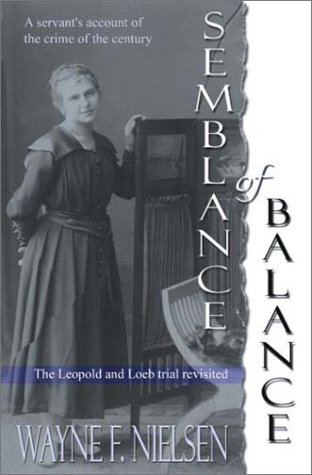 A servant's account of
the crime of the century
SEMBLANCE
of
BALANCE
The Leopold and Loeb trial revisited
WAYNE F. NIELSEN